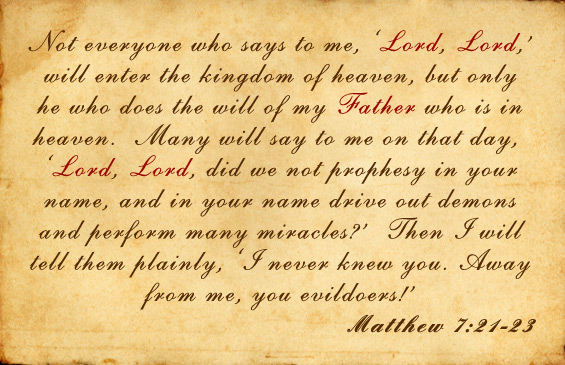 Not everyone who says to me, ‘Lord, Lord,’
will enter the kingdom of heaven, but only
he who does the will of my Father who is in
heaven.  Many will say to me on that day,
‘Lord, Lord, did we not prophesy in your
name, and in your name drive out demons
and perform many miracles?’  Then I will
tell them plainly, ‘I never knew you. Away
from me, you evildoers!’
Matthew 7:21-23